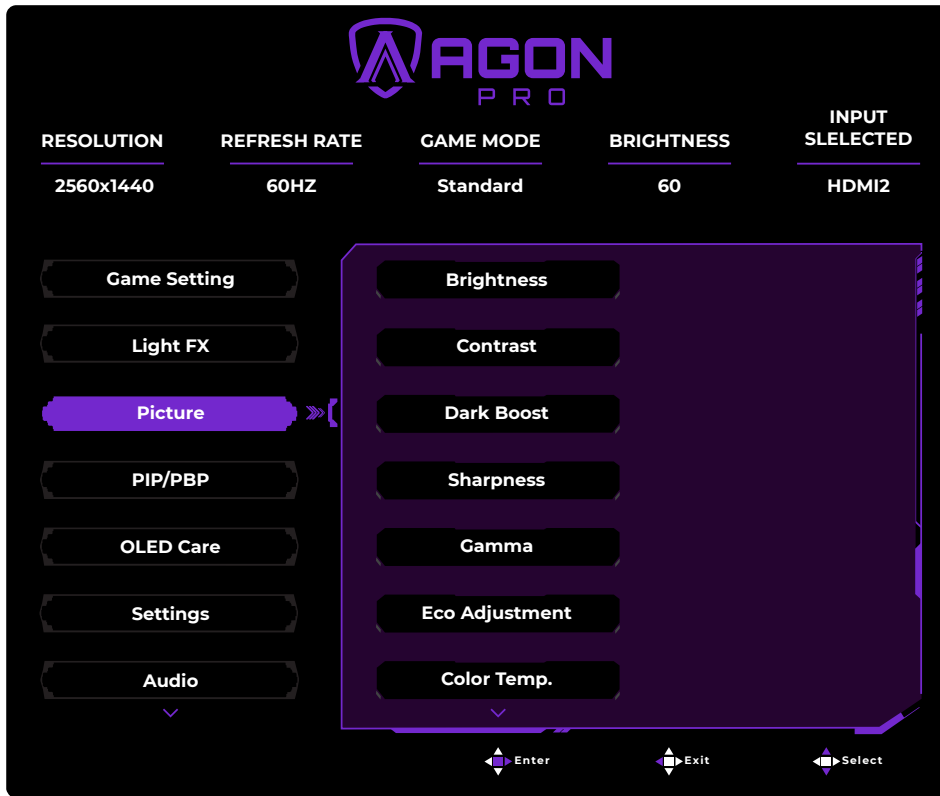 AGON
PRO
RESOLUTION
REFRESH RATE
GAME MODE
BRIGHTNESS
INPUT
SLELECTED
2560x1440
60HZ
Standard
60
HDMI2
Game Setting
Light FX
Picture
PIP/PBP
OLED Care
Settings
Audio
Brightness
Contrast
Dark Boost
Sharpness
Gamma
Eco Adjustment
Color Temp.
Enter
Exit
Select